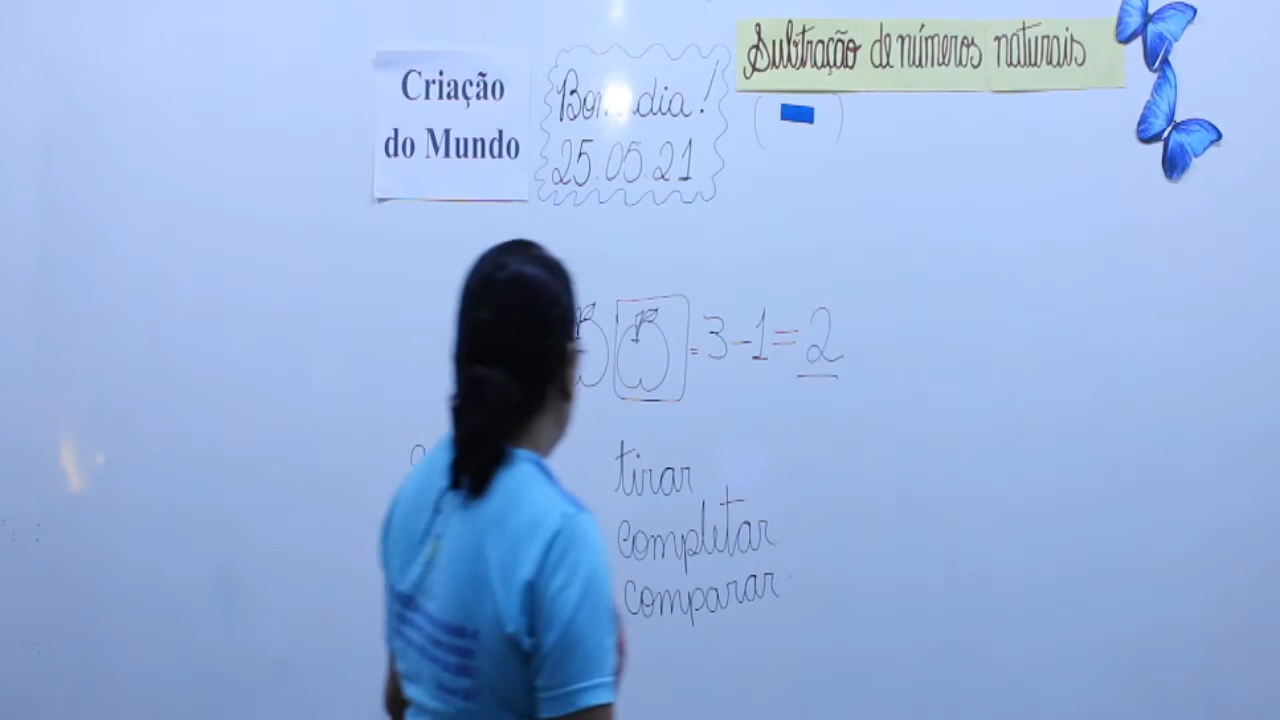 Criação
do Mundo
Bom dia!
25.05.21
Subtração de números naturais
( - )
= 3-1=2
tirar
completar
comparar